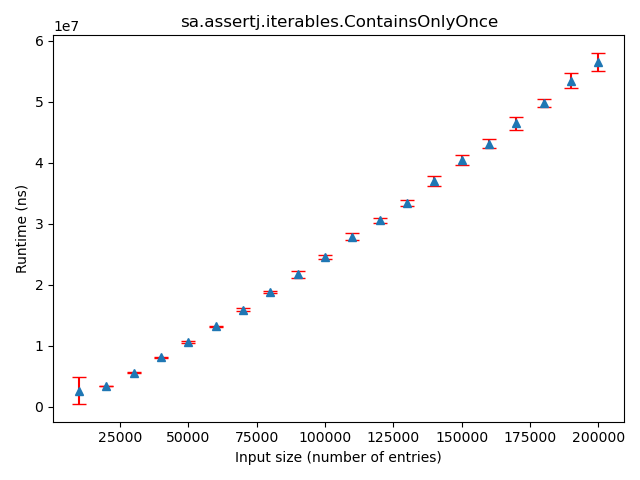 sa.assertj.iterables.ContainsOnlyOnce
1e7
6
5
4
3
2
1
0
Runtime (ns)
25000 50000 75000 100000 125000 150000 175000 200000
Input size (number of entries)